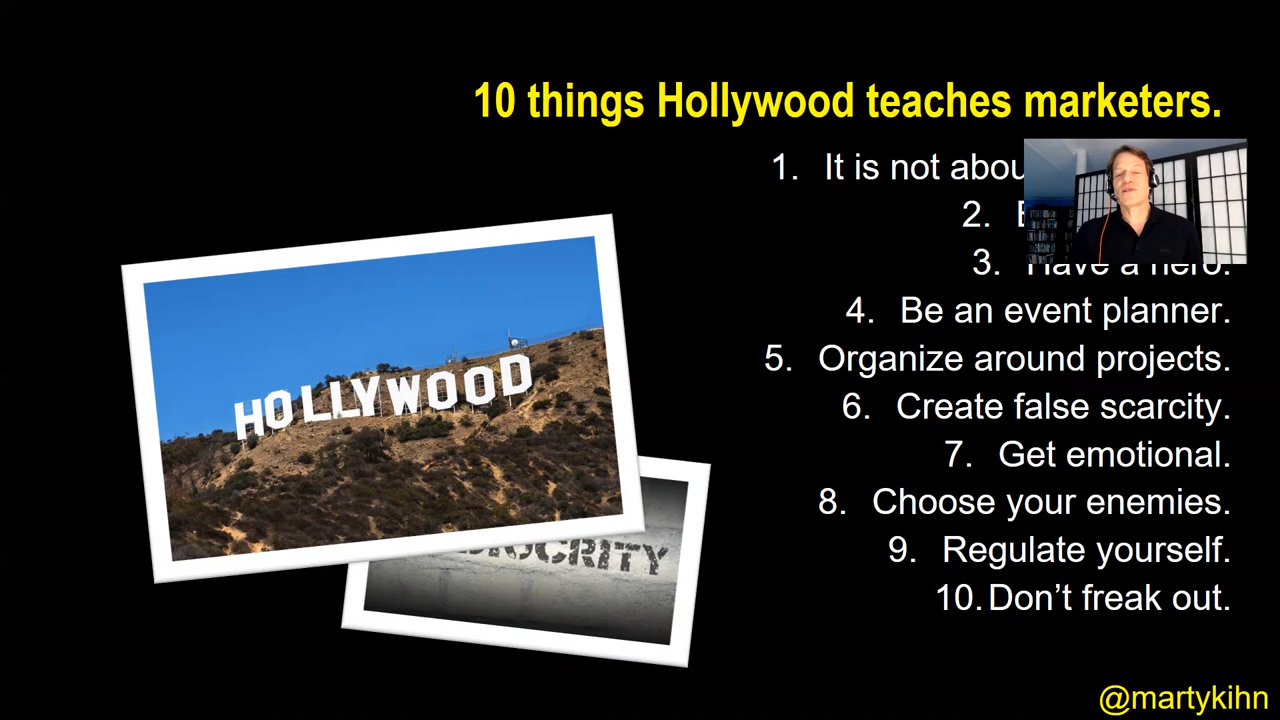 10 things Hollywood teaches marketers.
1. It is not
2.
3. Have a hero.
4. Be an event planner.
5. Organize around projects.
6. Create false scarcity.
7. Get emotional.
8. Choose your enemies.
9. Regulate yourself.
10. Don’t freak out.
HOLLYWOOD
@martykihn